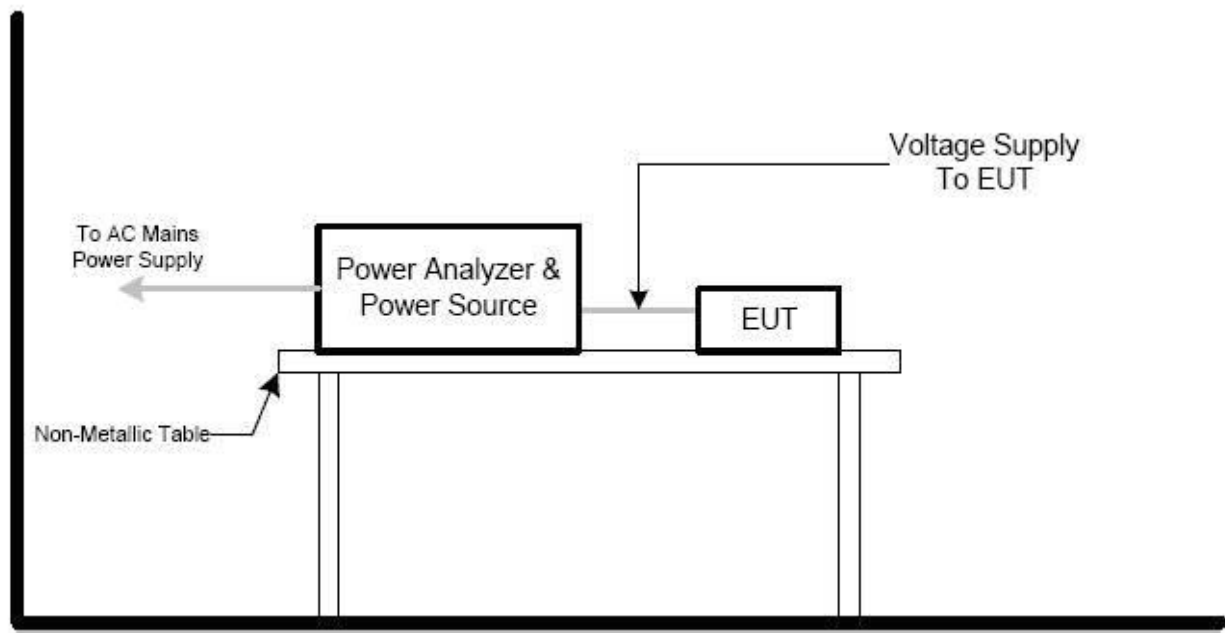 Voltage Supply
To EUT
To AC Mains
Power Supply
Power Analyzer &
Power Source
EUT
Non-Metallic Table